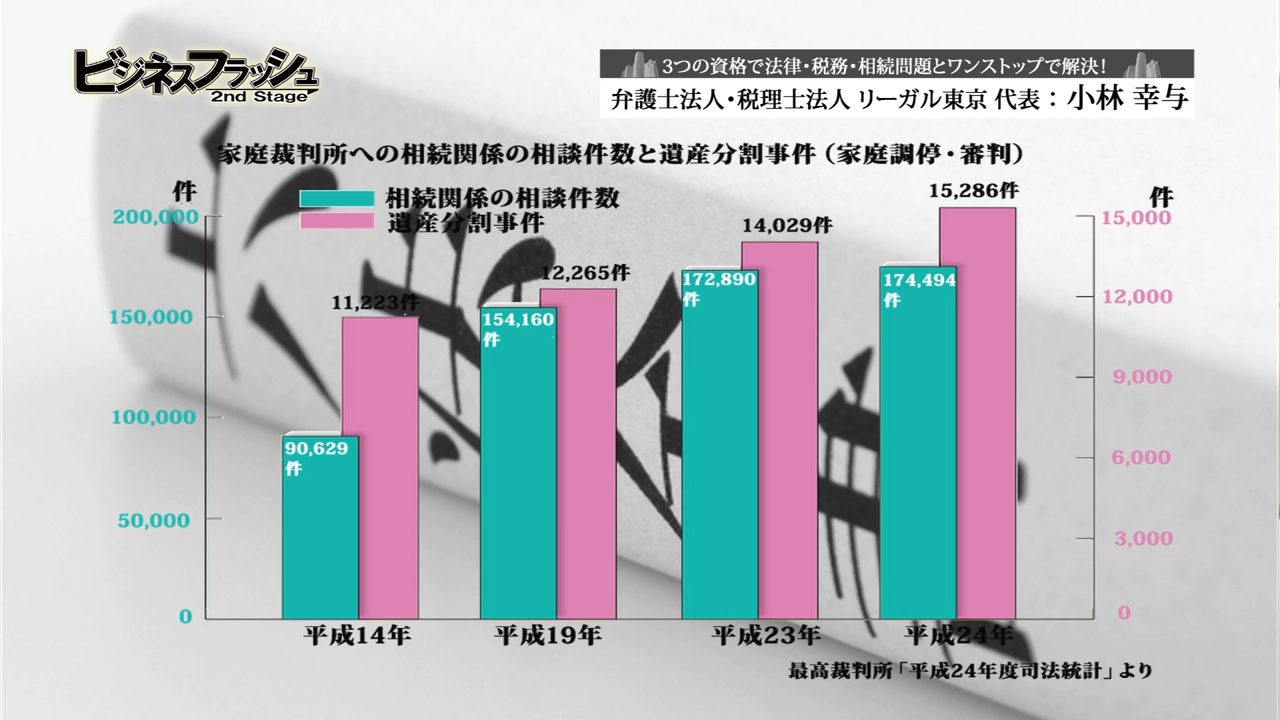 ビジネスフラッシュ
2nd Stage
3つの資格で法律・税務・相続問題とワンストップで解決!
弁護士法人・税理士法人 リーガル東京 代表：小林 幸与
家庭裁判所への相続関係の相談件数と遺産分割事件（家庭調停・審判）
件
件
相続関係の相談件数
遺産分割事件
200,000
150,000
100,000
50,000
0
15,000
12,000
9,000
6,000
3,000
0
90,629
件
11,223件
154,160
件
12,265件
172,890
件
14,029件
174,494
件
15,286件
平成14年
平成19年
平成23年
平成24年
最高裁判所「平成24年度司法統計」より